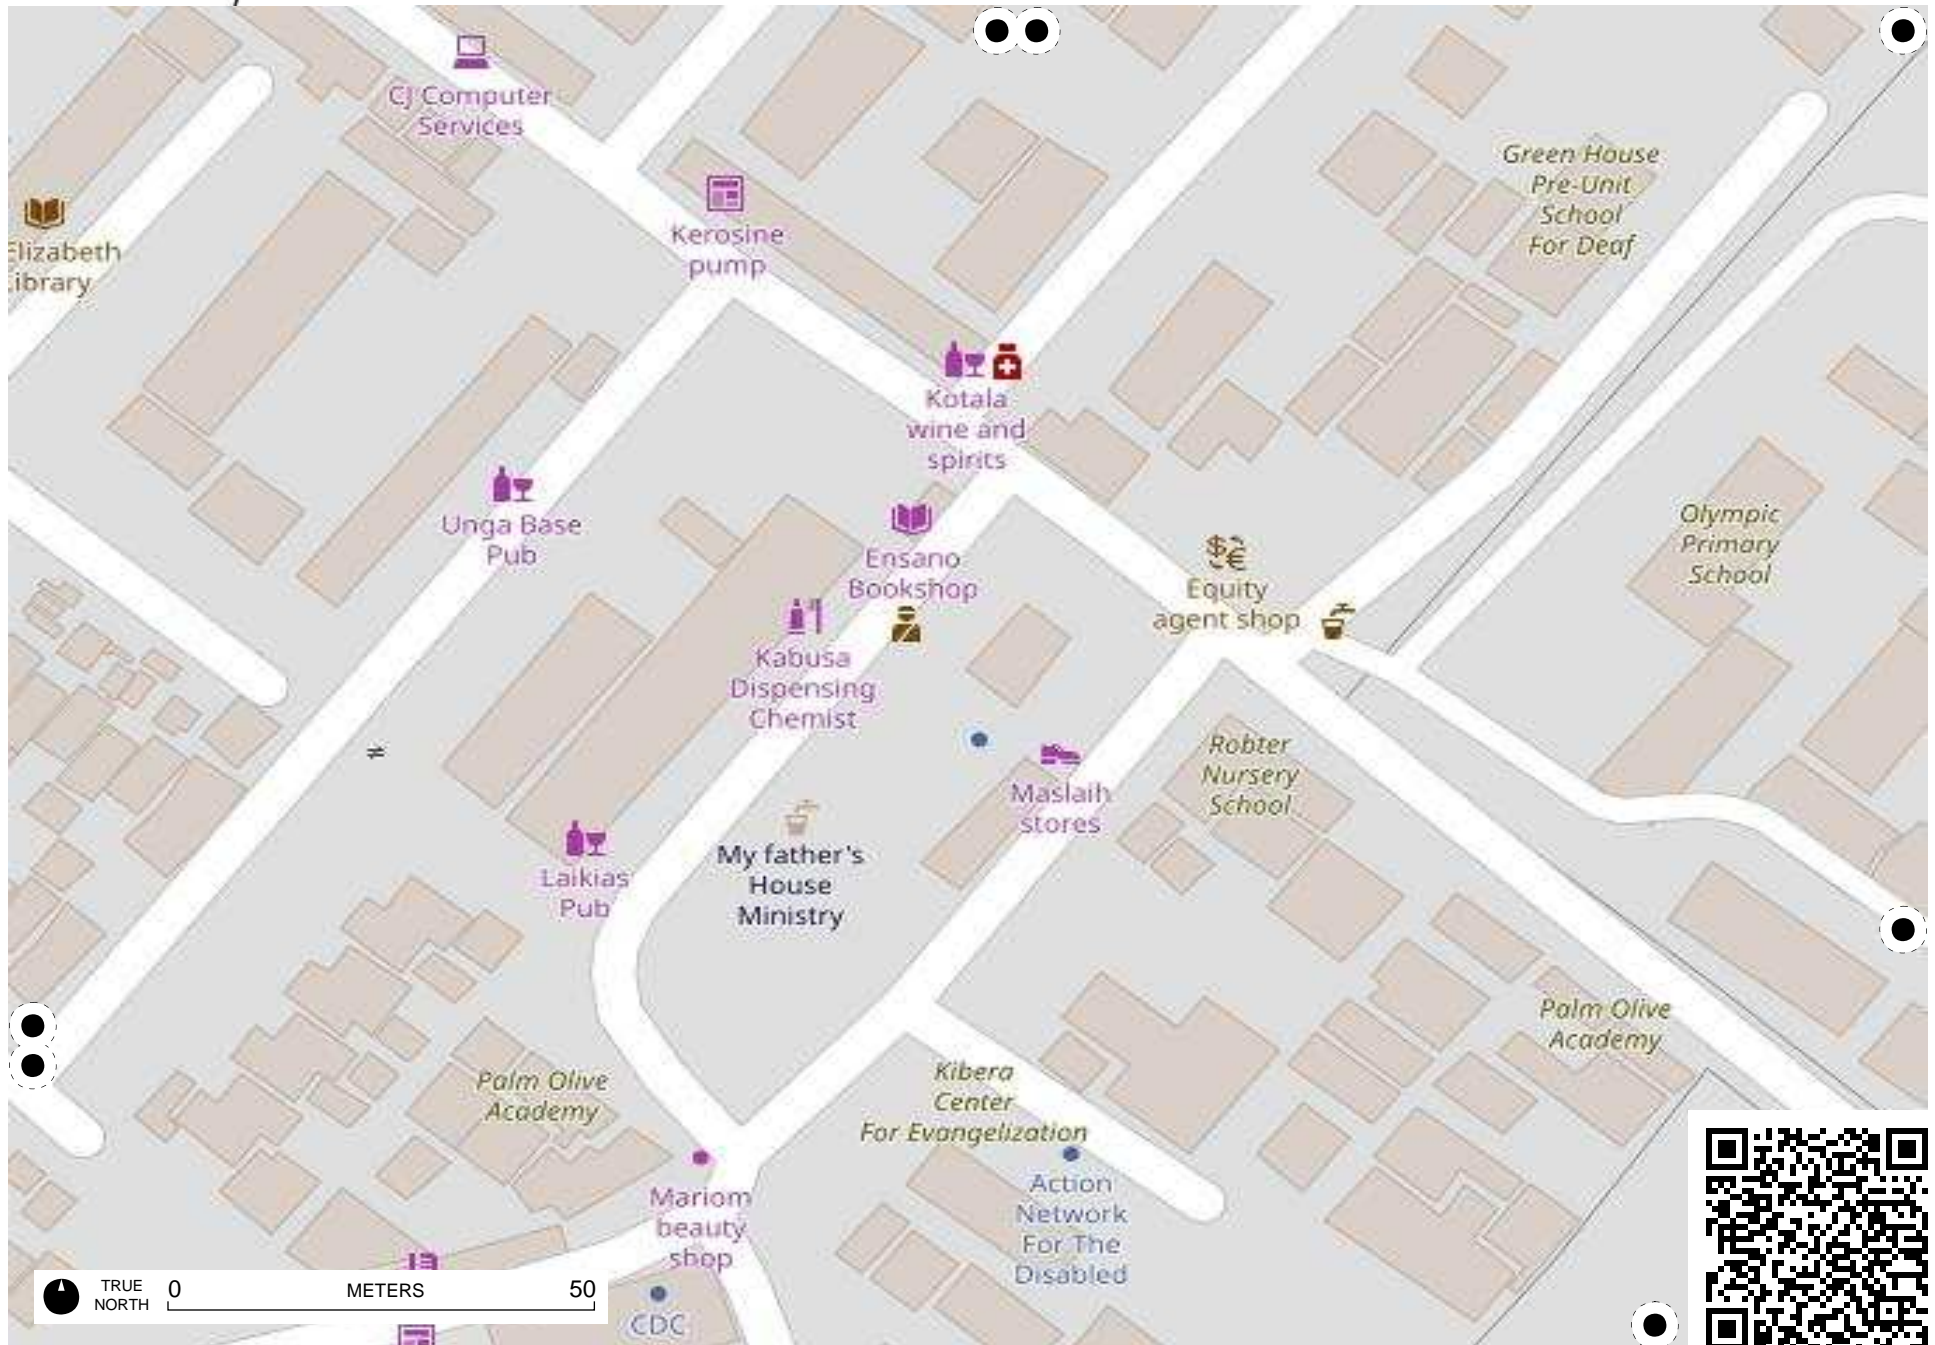 CJ Computer
Services
Green House
Pre-Unit
School
For Deaf
Kerosine
pump
Elizabeth
Library
Kotala
wine and
spirits
Unga Base
Pub
Olympic
Primary
School
Ensano
Bookshop
Equity
agent shop
Kabusa
Dispensing
Chemist
Robter
Nursery
School
Maslaih
stores
My father's
House
Ministry
Laikias
Pub
Palm Olive
Academy
Kibera
Center
For Evangelization
Palm Olive
Academy
Action
Network
For The
Disabled
Mariom
beauty
shop
CDC
TRUE
NORTH
0 METERS 50